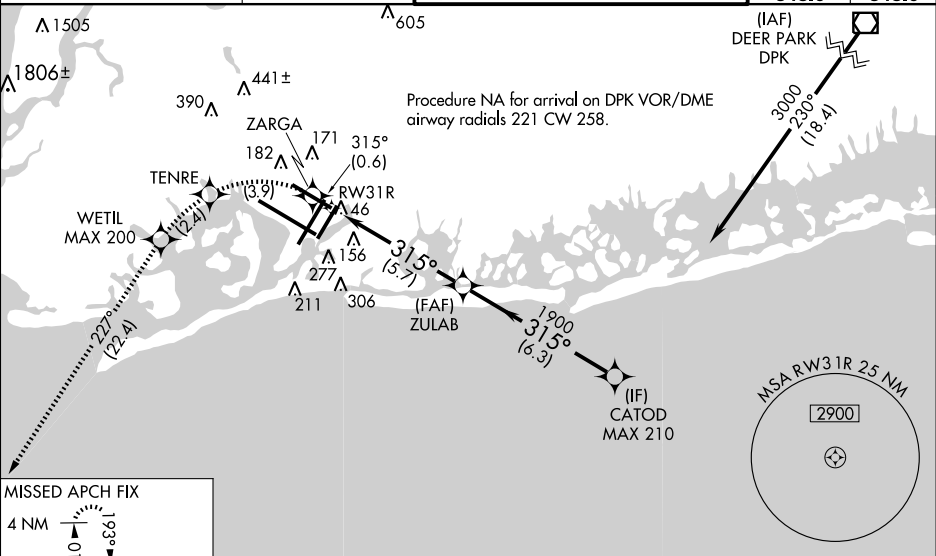 605
1505
(IAF)
DEER PARK
DPK
1806±
441±
390
Procedure NA for arrival on DPK VOR/DME
airway radials 221 CW 258.
3000
230°
(18.4)
ZARGA
171
315°
(0.6)
182
TENRE
(3.9)
RW31R
46
WETIL
MAX 200
(2.4)
156
315°
(5.7)
277
211
306
(FAF)
ZULAB
1900
315°
(6.3)
227°
(22.4)
(IF)
CATOD
MAX 210
MSA RW31R 25 NM
2900
MISSED APCH FIX
4 NM
193°